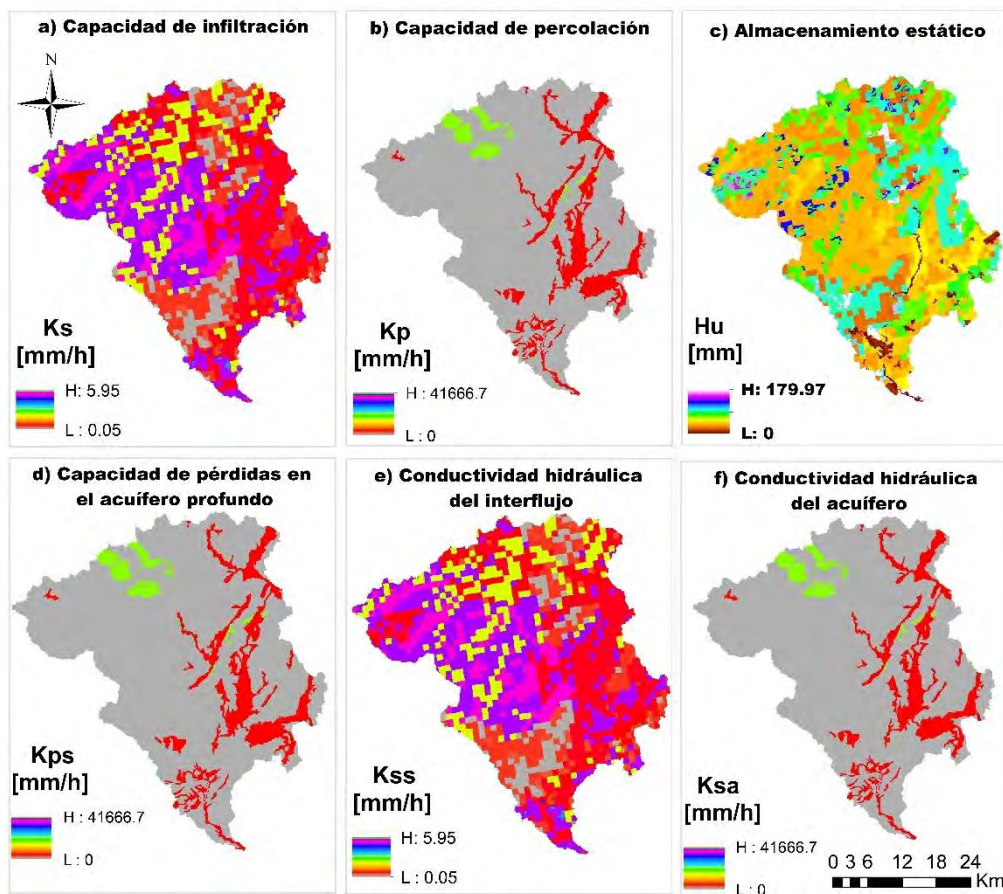 a) Capacidad de infiltración
N
Ks
[mm/h]
H: 5.95
L : 0.05
b) Capacidad de percolación
Kp
[mm/h]
H : 41666.7
L : 0
c) Almacenamiento estático
Hu
[mm]
H: 179.97
L: 0
d) Capacidad de pérdidas en
el acuífero profundo
Kps
[mm/h]
H : 41666.7
L : 0
e) Conductividad hidráulica
del interflujo
Kss
[mm/h]
H: 5.95
L : 0.05
f) Conductividad hidráulica
del acuífero
Ksa
[mm/h]
H : 41666.7
L : 0
0 3 6 12 18 24
Km